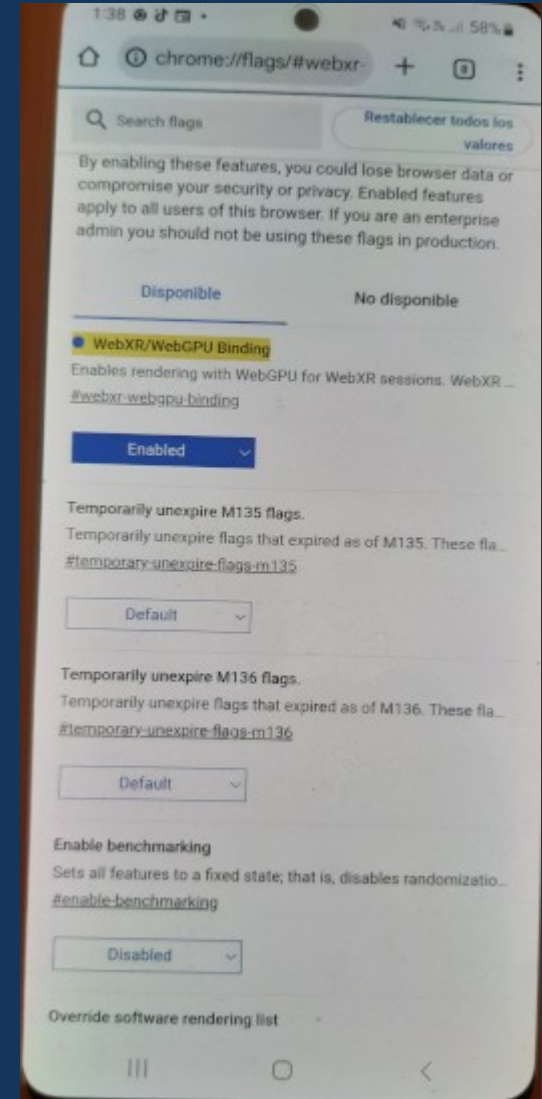 1:38
58%
chrome://flags/#webxr-
8
Search flags
Restablecer todos los
valores
By enabling these features, you could lose browser data or
compromise your security or privacy. Enabled features
apply to all users of this browser. If you are an enterprise
admin you should not be using these flags in production.
Disponible
No disponible
WebXR/WebGPU Binding
Enables rendering with WebGPU for WebXR sessions. WebXR ...
#webxr-webgpu-binding
Enabled
Temporarily unexpire M135 flags.
Temporarily unexpire flags that expired as of M135. These fla...
#temporary-unexpire-flags-m135
Default
Temporarily unexpire M136 flags.
Temporarily unexpire flags that expired as of M136. These fla...
#temporary-unexpire-flags-m136
Default
Enable benchmarking
Sets all features to a fixed state; that is, disables randomizatio...
#enable-benchmarking
Disabled
Override software rendering list